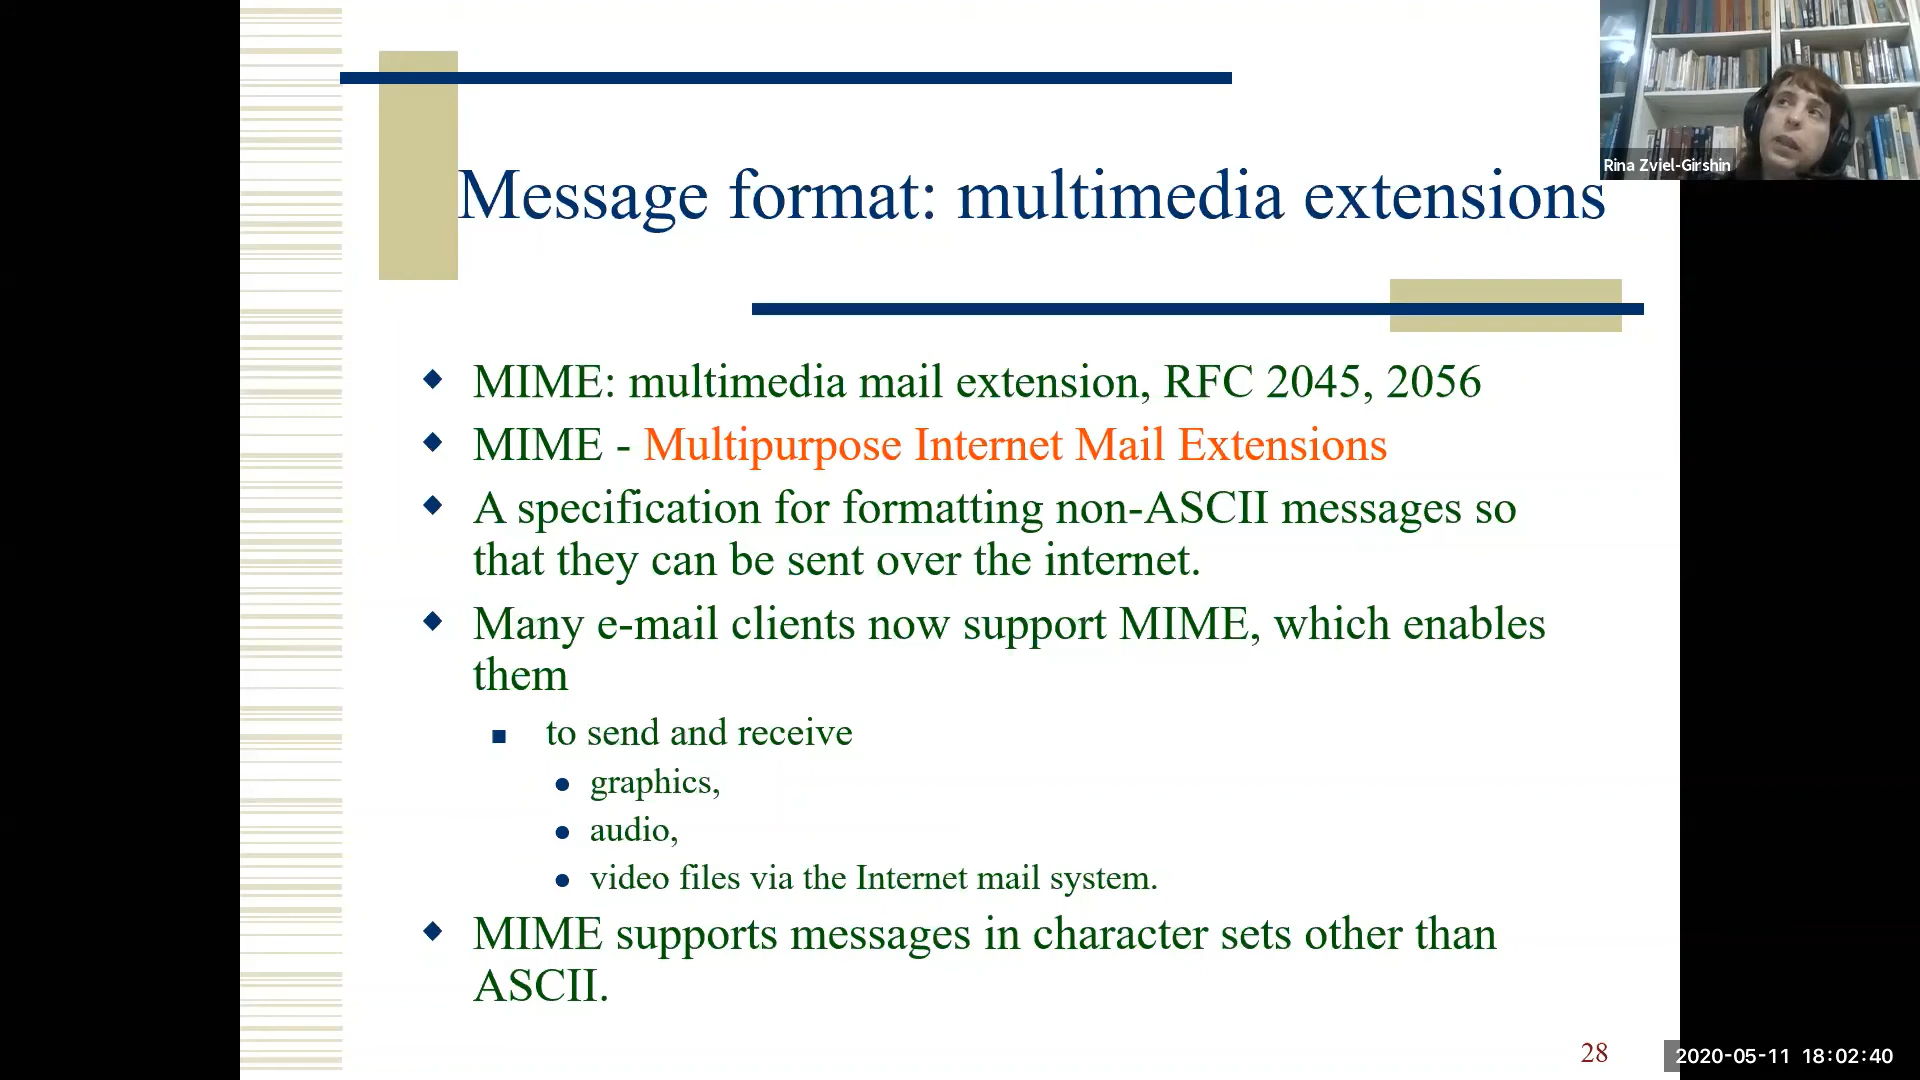 Rina Zviel-Girshin
Message format: multimedia extensions
MIME: multimedia mail extension, RFC 2045, 2056
MIME - Multipurpose Internet Mail Extensions
A specification for formatting non-ASCII messages so
that they can be sent over the internet.
Many e-mail clients now support MIME, which enables
them
to send and receive
graphics,
audio,
video files via the Internet mail system.
MIME supports messages in character sets other than
ASCII.
28
2020-05-11 18:02:40